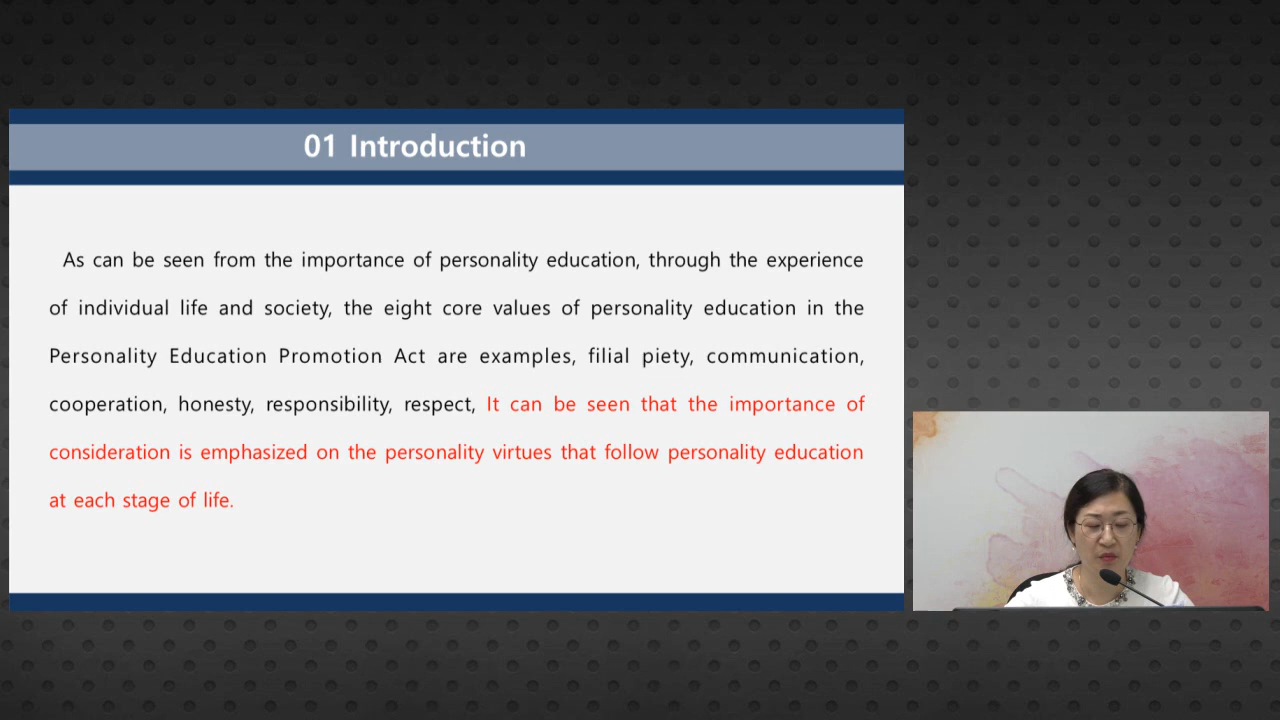 01 Introduction
As can be seen from the importance of personality education, through the experience
of individual life and society, the eight core values of personality education in the
Personality Education Promotion Act are examples, filial piety, communication,
cooperation, honesty, responsibility, respect, It can be seen that the importance of
consideration is emphasized on the personality virtues that follow personality education
at each stage of life.